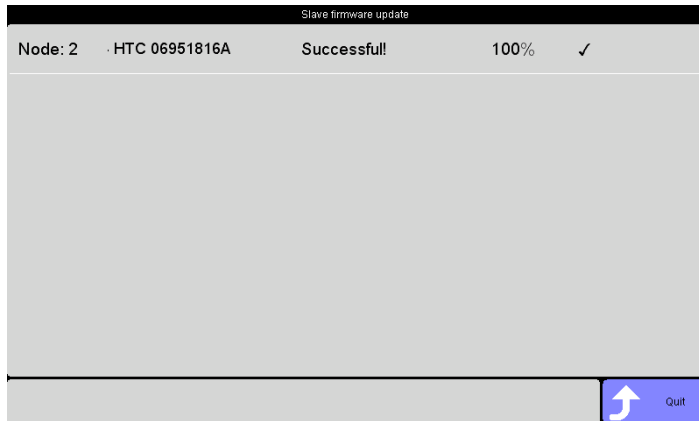 Slave firmware update
Node: 2 · HTC 06951816A Successful! 100% ✓
Quit